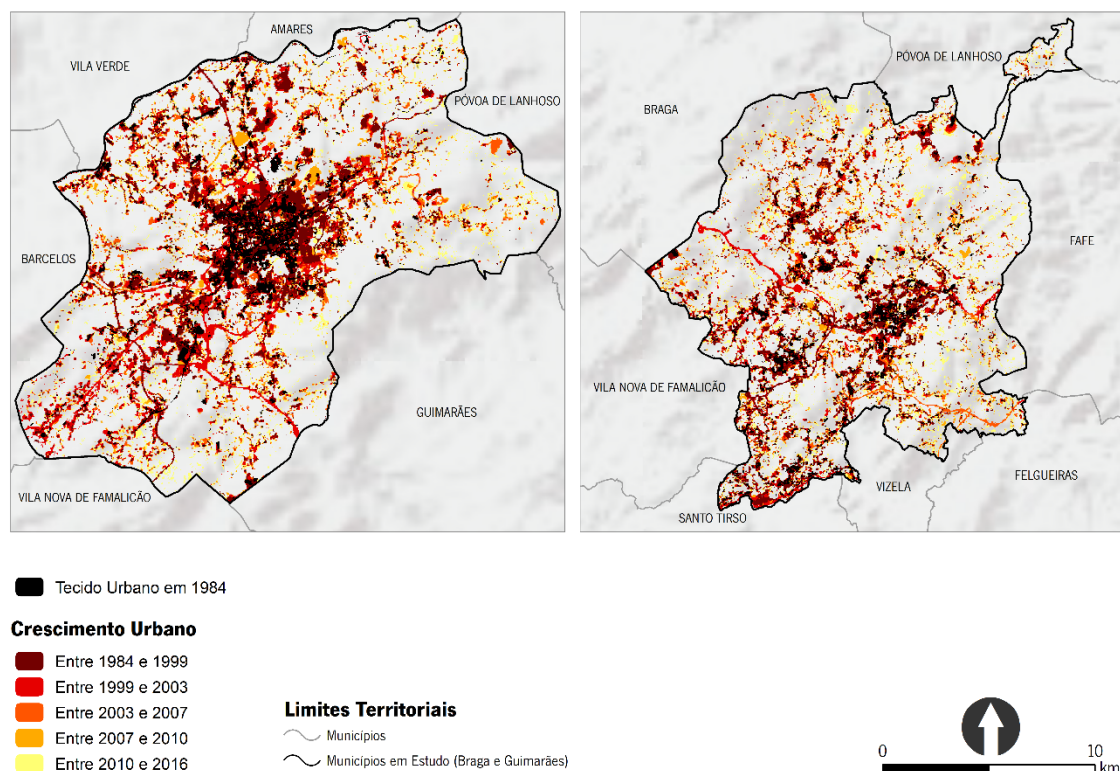 AMARES
VILA VERDE
PÓVOA DE LANHOSO
BARCELOS
GUIMARÃES
VILA NOVA DE FAMALICÃO
PÓVOA DE LANHOSO
BRAGA
FAFE
VILA NOVA DE FAMALICÃO
FELGUEIRAS
VIZELA
SANTO TIRSO
Tecido Urbano em 1984
Crescimento Urbano
Entre 1984 e 1999
Entre 1999 e 2003
Entre 2003 e 2007
Entre 2007 e 2010
Entre 2010 e 2016
Limites Territoriais
Municípios
Municípios em Estudo (Braga e Guimarães)
0 10
km